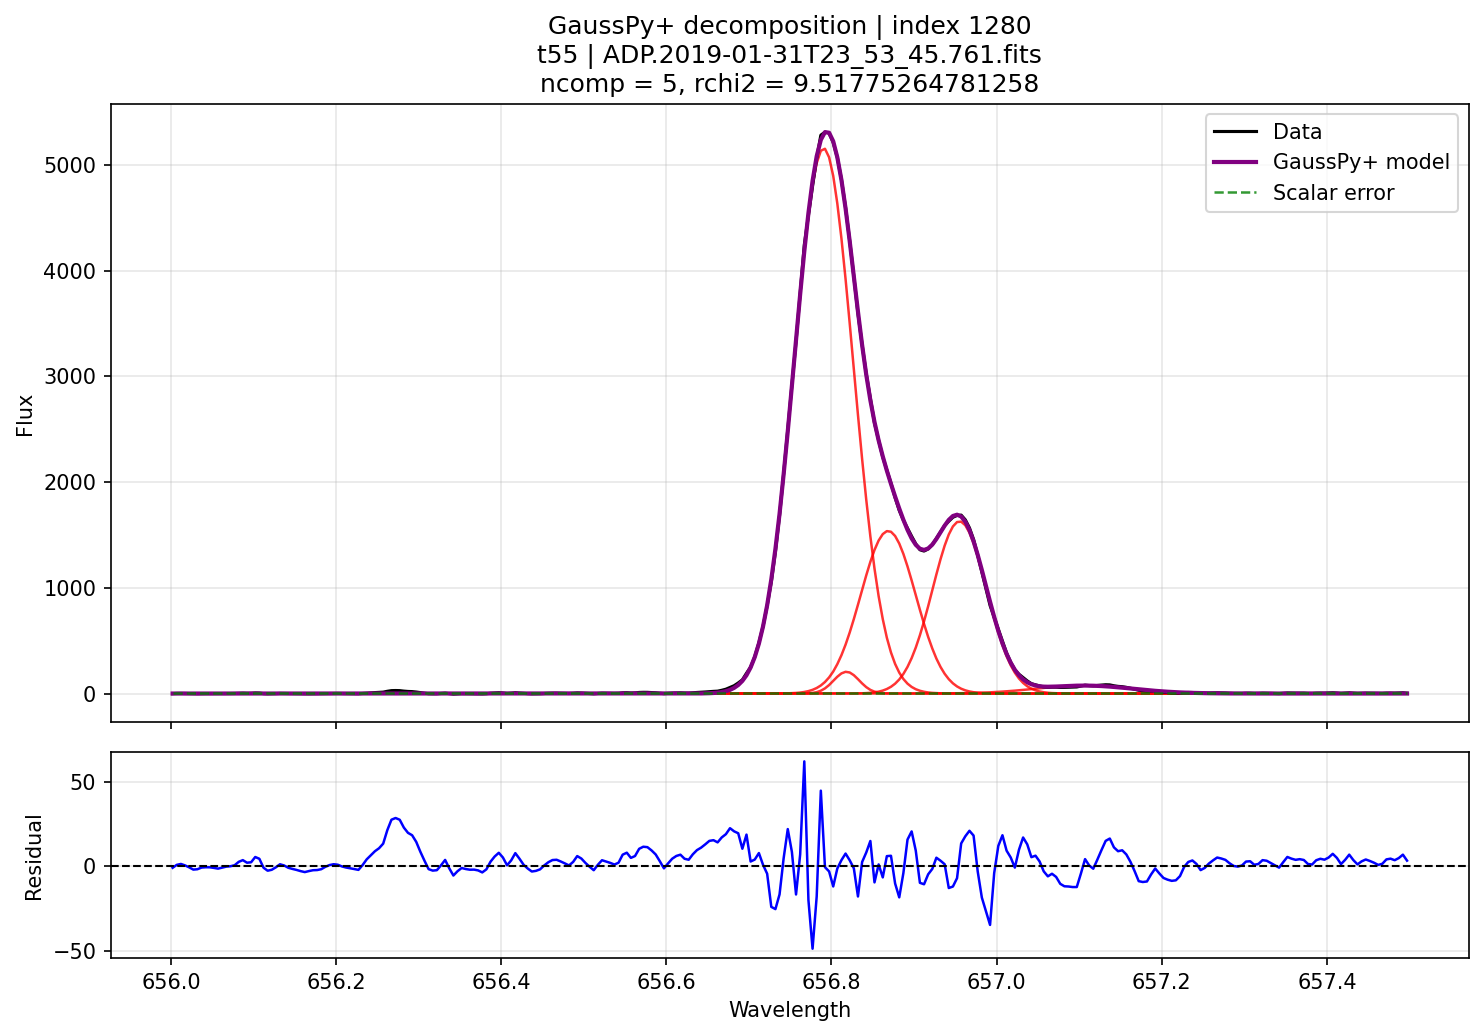 GaussPy+ decomposition | index 1280
t55 | ADP.2019-01-31T23_53_45.761.fits
ncomp = 5, rchi2 = 9.51775264781258
Data
GaussPy+ model
Scalar error
Flux
5000
4000
3000
2000
1000
0
Residual
50
0
−50
656.0 656.2 656.4 656.6 656.8 657.0 657.2 657.4
Wavelength